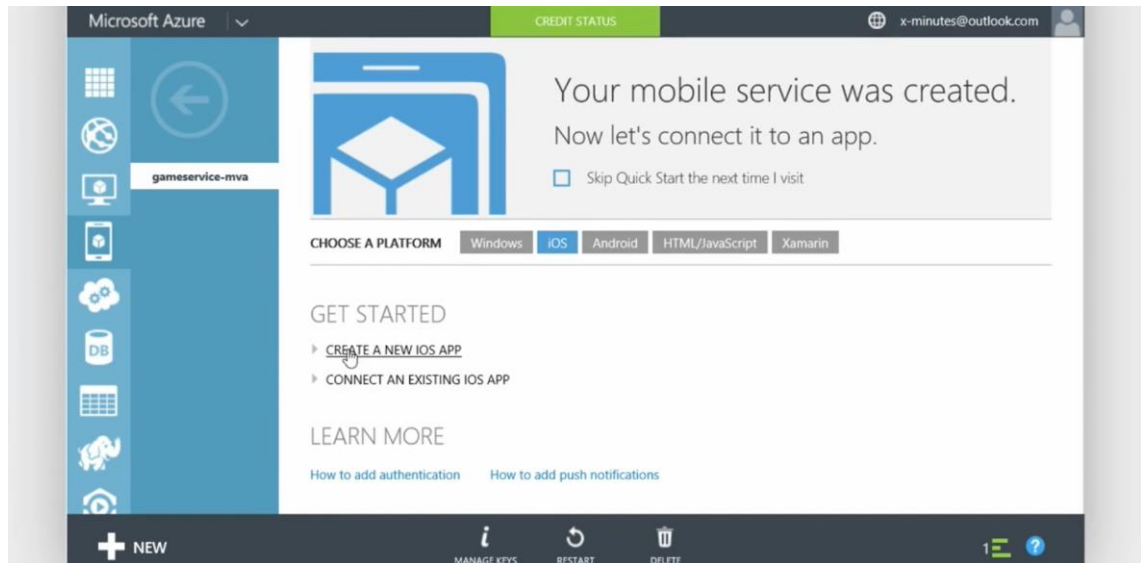 Microsoft Azure
CREDIT STATUS
x-minutes@outlook.com
gameservice-mva
Your mobile service was created.
Now let's connect it to an app.
Skip Quick Start the next time I visit
CHOOSE A PLATFORM Windows iOS Android HTML/JavaScript Xamarin
GET STARTED
CREATE A NEW IOS APP
CONNECT AN EXISTING IOS APP
LEARN MORE
How to add authentication How to add push notifications
DB
NEW
MANAGE KEYS RESTART DELETE
1
?